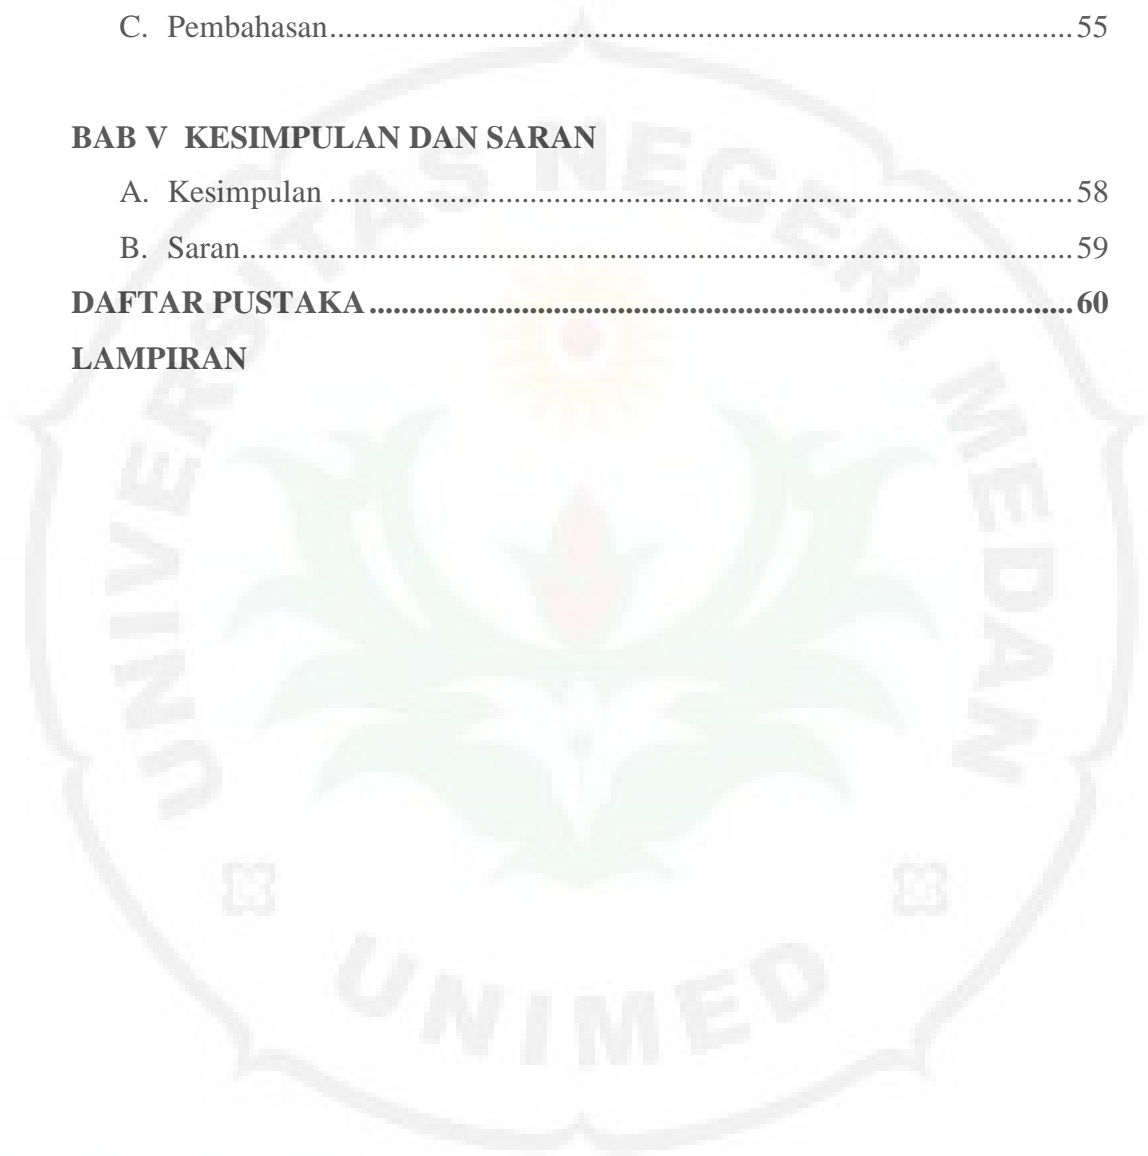 C. Pembahasan.............................................................................................55
BAB V KESIMPULAN DAN SARAN
A. Kesimpulan .............................................................................................58
B. Saran........................................................................................................59
DAFTAR PUSTAKA........................................................................................60
LAMPIRAN
UNIVERSITAS NEGERI MEDAN
UNIMED